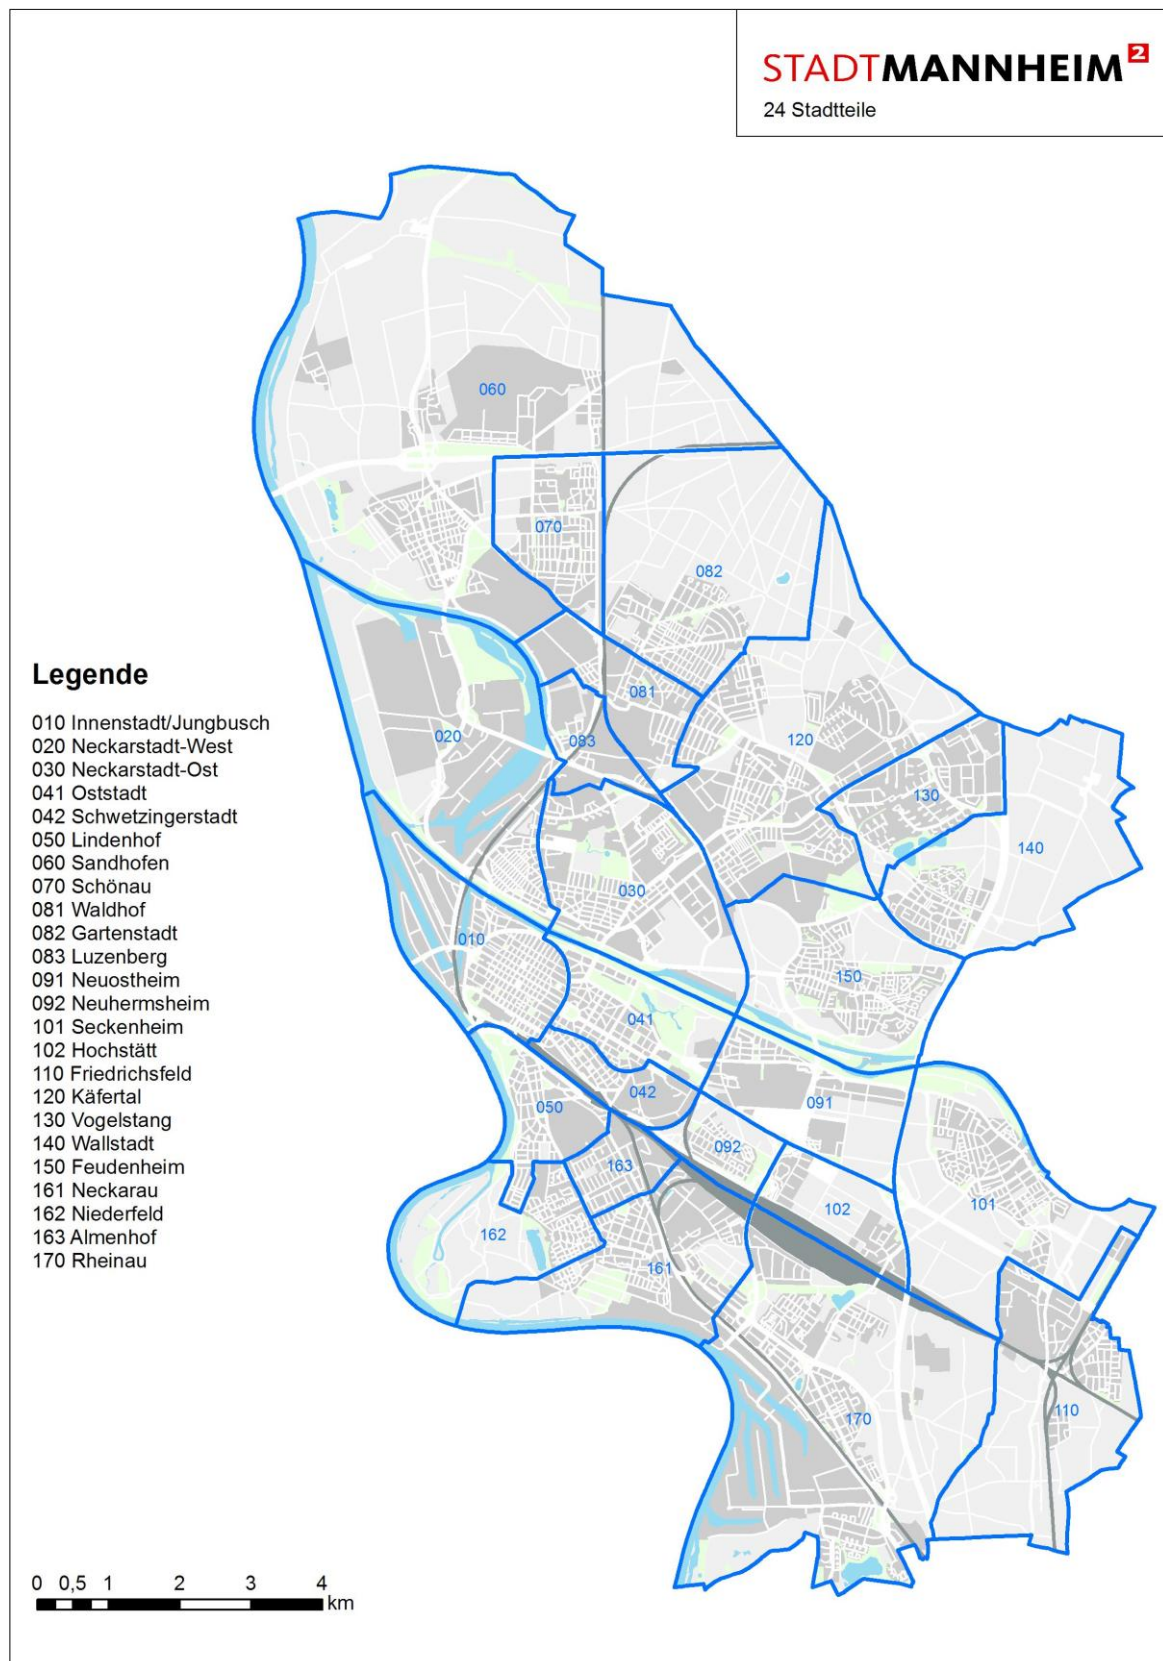 STADTMANNHEIM 2
24 Stadtteile
060
070
082
081
020
083
120
130
140
030
010
150
041
042
050
091
092
163
101
102
162
161
170
110
Legende
010 Innenstadt/Jungbusch
020 Neckarstadt-West
030 Neckarstadt-Ost
041 Oststadt
042 Schwetzingerstadt
050 Lindenhof
060 Sandhofen
070 Schönau
081 Waldhof
082 Gartenstadt
083 Luzenberg
091 Neuostheim
092 Neuhermsheim
101 Seckenheim
102 Hochstätt
110 Friedrichsfeld
120 Käfertal
130 Vogelstang
140 Wallstadt
150 Feudenheim
161 Neckarau
162 Niederfeld
163 Almenhof
170 Rheinau
0 0,5 1 2 3 4
km